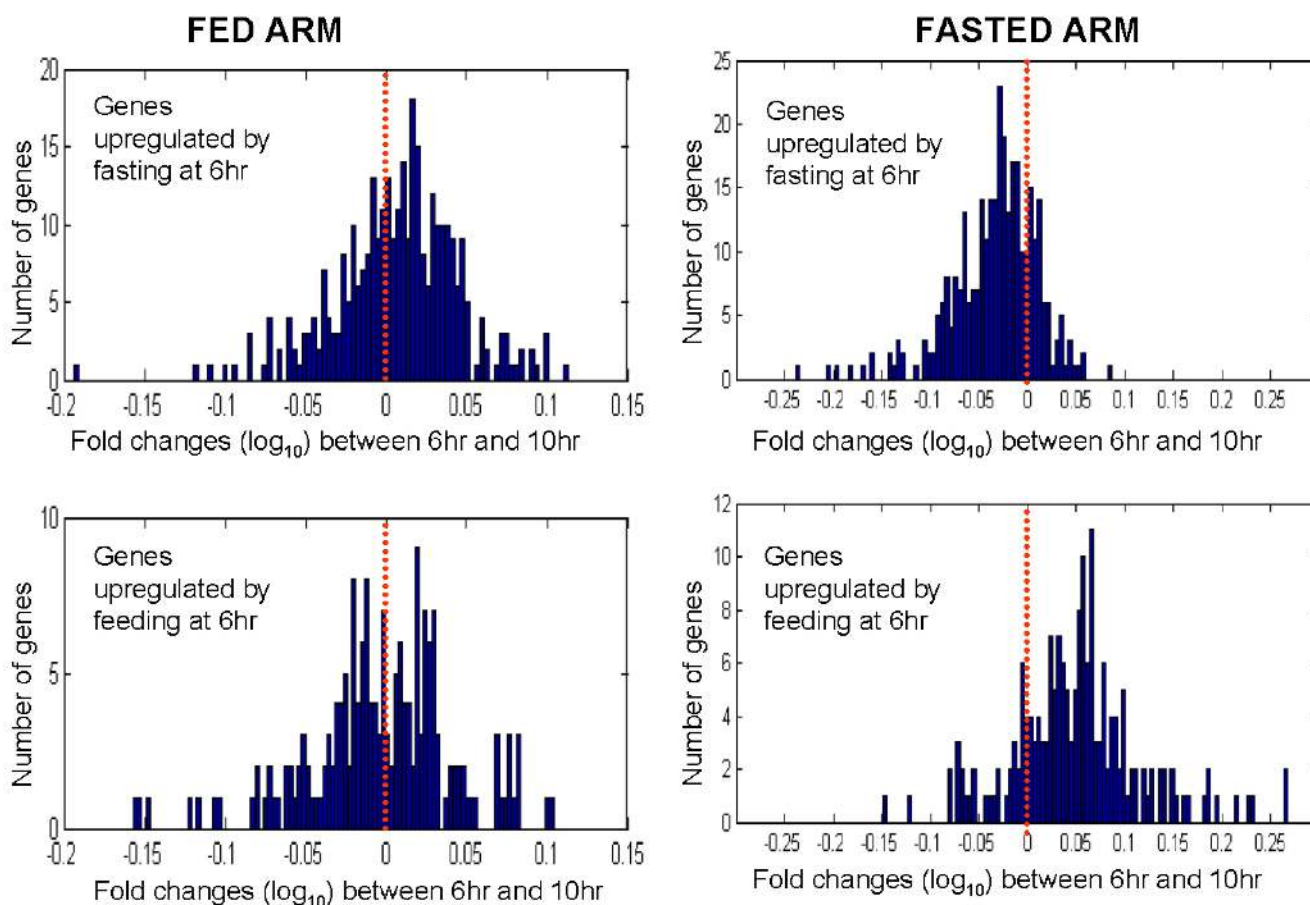 FED ARM
FASTED ARM
Number of genes
20
15
10
5
0
Genes
upregulated by
fasting at 6hr
-0.2 -0.15 -0.1 -0.05 0 0.05 0.1 0.15
Fold changes (log10) between 6hr and 10hr
Number of genes
25
20
15
10
5
0
Genes
upregulated by
fasting at 6hr
-0.25 -0.2 -0.15 -0.1 -0.05 0 0.05 0.1 0.15 0.2 0.25
Fold changes (log10) between 6hr and 10hr
Number of genes
10
5
0
Genes
upregulated by
feeding at 6hr
-0.2 -0.15 -0.1 -0.05 0 0.05 0.1 0.15
Fold changes (log10) between 6hr and 10hr
Number of genes
12
10
8
6
4
2
0
Genes
upregulated by
feeding at 6hr
-0.25 -0.2 -0.15 -0.1 -0.05 0 0.05 0.1 0.15 0.2 0.25
Fold changes (log10) between 6hr and 10hr